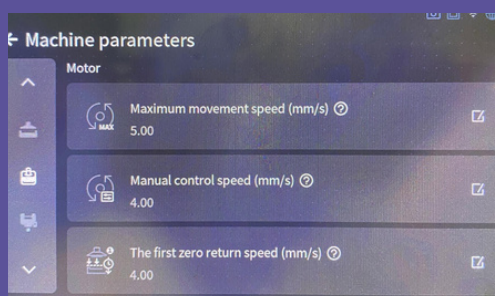 ← Machine parameters
Motor
Maximum movement speed (mm/s) ?
MAX
5.00
Manual control speed (mm/s) ?
4.00
The first zero return speed (mm/s) ?
4.00